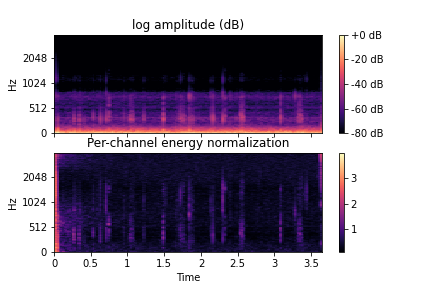 log amplitude (dB)
Hz
2048
1024
512
0
+0 dB
-20 dB
-40 dB
-60 dB
-80 dB
Per-channel energy normalization
Hz
2048
1024
512
0
0 0.5 1 1.5 2 2.5 3 3.5
Time
3
2
1